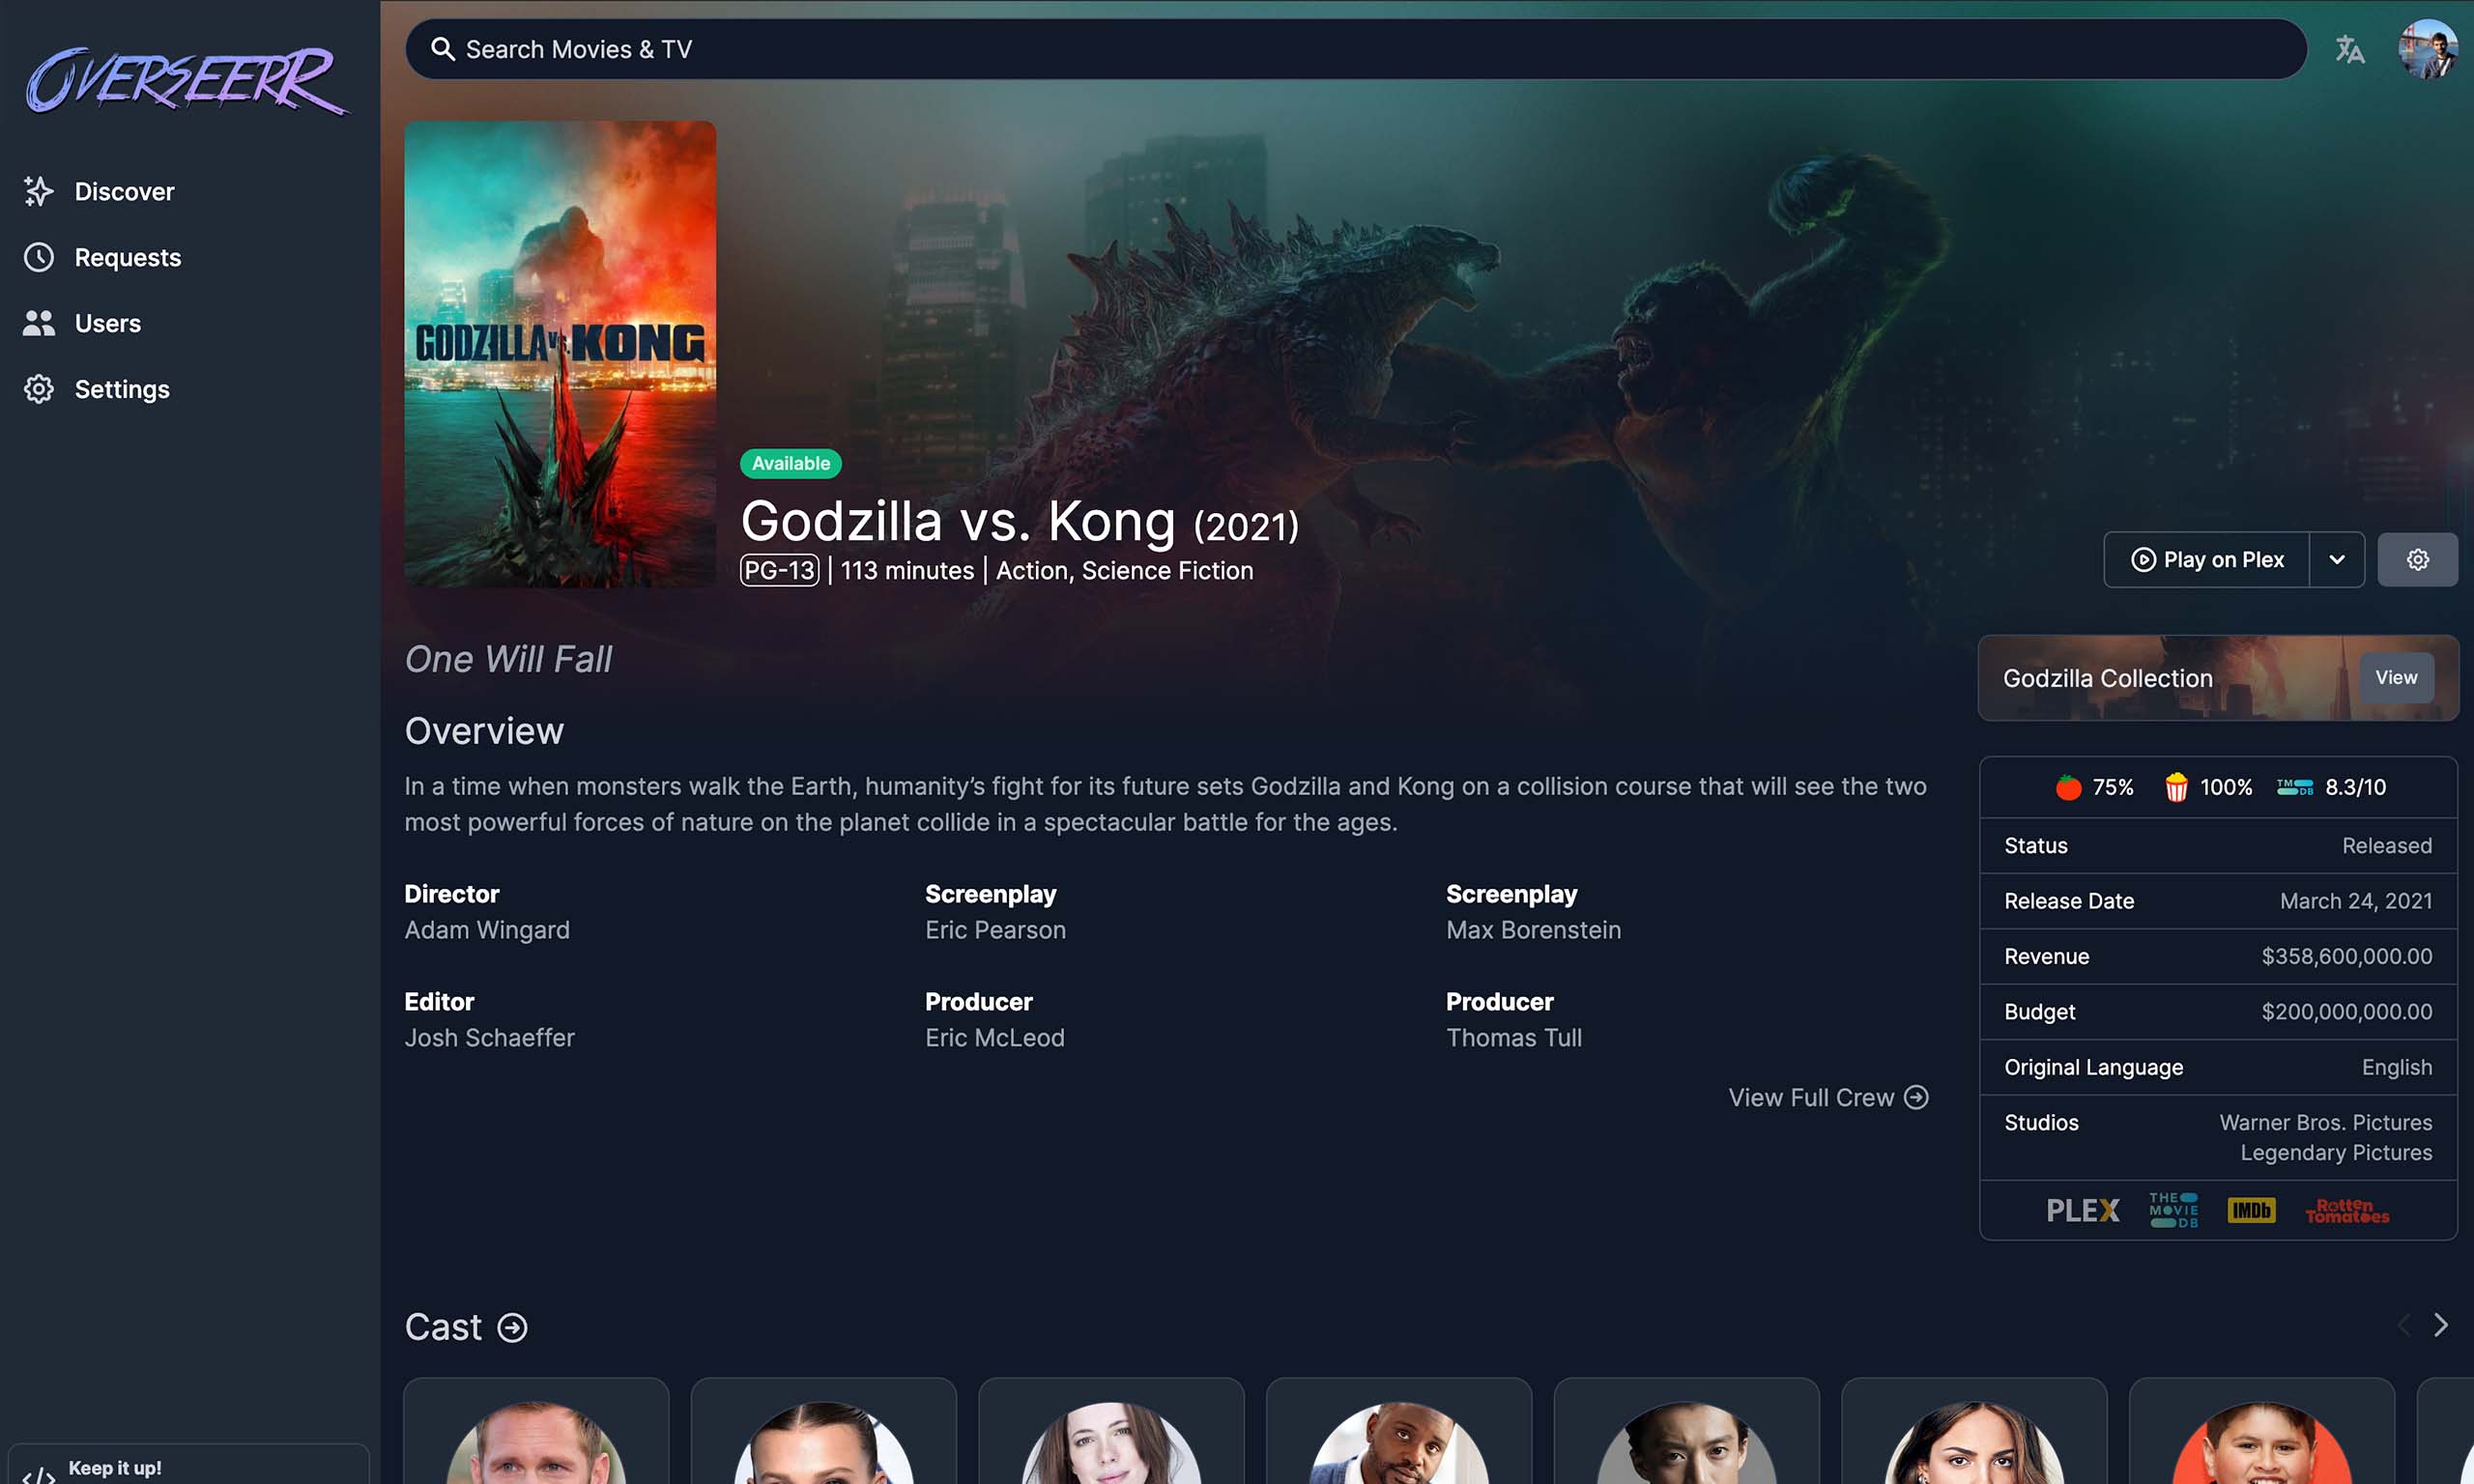 OVERSEERR
Discover
Requests
Users
Settings
Keep it up!
Search Movies & TV
GODZILLA vs. KONG
Available
Godzilla vs. Kong (2021)
PG-13 | 113 minutes | Action, Science Fiction
Play on Plex
One Will Fall
Overview
In a time when monsters walk the Earth, humanity’s fight for its future sets Godzilla and Kong on a collision course that will see the two
most powerful forces of nature on the planet collide in a spectacular battle for the ages.
Director
Adam Wingard
Screenplay
Eric Pearson
Screenplay
Max Borenstein
Editor
Josh Schaeffer
Producer
Eric McLeod
Producer
Thomas Tull
View Full Crew
Godzilla Collection
View
75% 100% TMDB 8.3/10
Status Released
Release Date March 24, 2021
Revenue $358,600,000.00
Budget $200,000,000.00
Original Language English
Studios Warner Bros. Pictures
Legendary Pictures
PLEX
THE
MOVIE
DB
IMDb
Rotten
Tomatoes
Cast